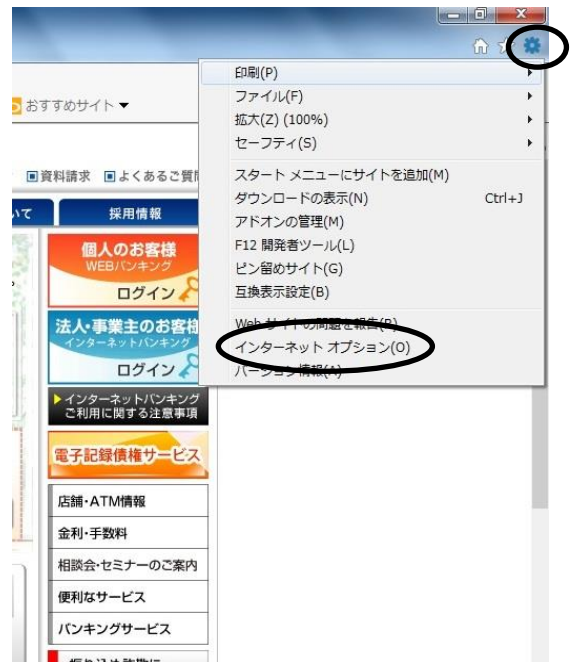 印刷(P)
ファイル(F)
拡大(Z) (100%)
セーフティ(S)
スタート メニューにサイトを追加(M)
ダウンロードの表示(N) Ctrl+J
アドオンの管理(M)
F12 開発者ツール(L)
ピン留めサイト(G)
互換表示設定(B)
Web サイトの問題を報告(R)
インターネット オプション(O)
バージョン情報(A)
おすすめサイト▼
資料請求 よくあるご質
いて 採用情報
個人のお客様
WEBバンキング
ログイン
法人・事業主のお客様
インターネットバンキング
ログイン
インターネットバンキング
ご利用に関する注意事項
電子記録債権サービス
店舗・ATM情報
金利・手数料
相談会・セミナーのご案内
便利なサービス
バンキングサービス